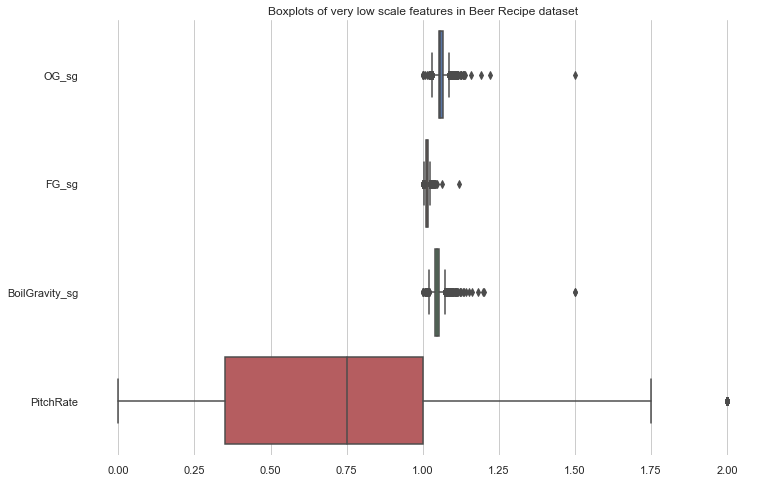 Boxplots of very low scale features in Beer Recipe dataset
OG_sg
FG_sg
BoilGravity_sg
PitchRate
0.00 0.25 0.50 0.75 1.00 1.25 1.50 1.75 2.00